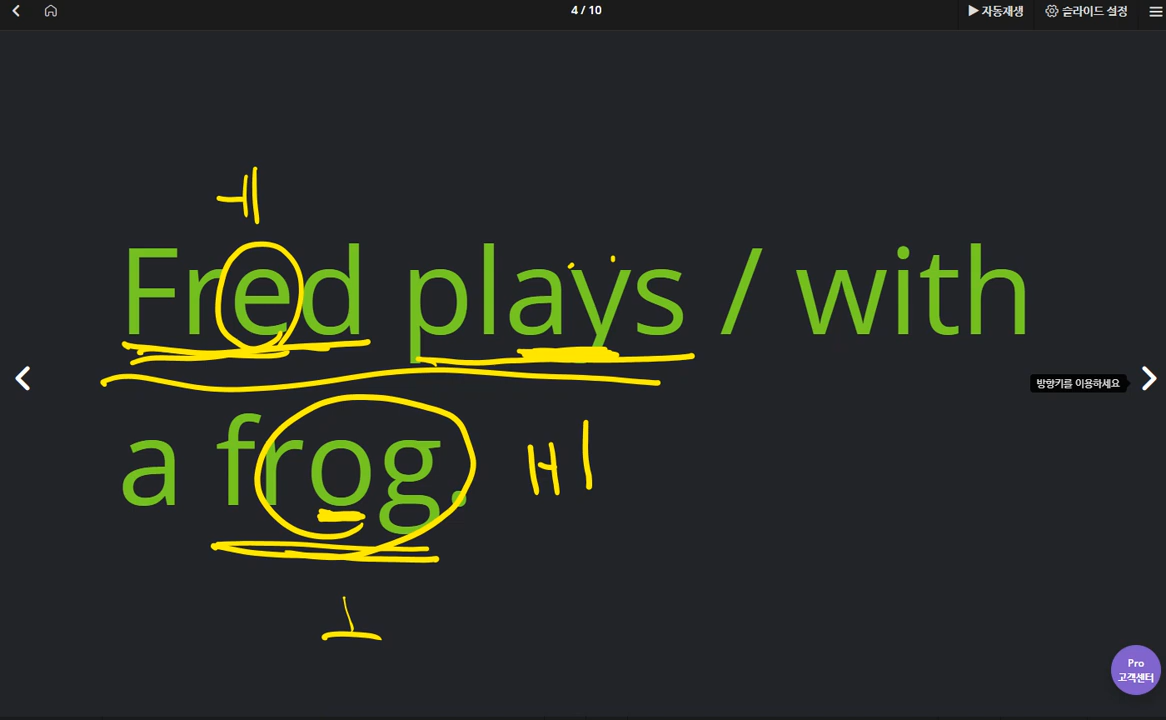 4 / 10
▶ 자동재생
슬라이드 설정
ㅔ
Fred plays / with
방향키를 이용하세요
a frog.
ㅐㅣ
ㅗ
Pro
고객센터